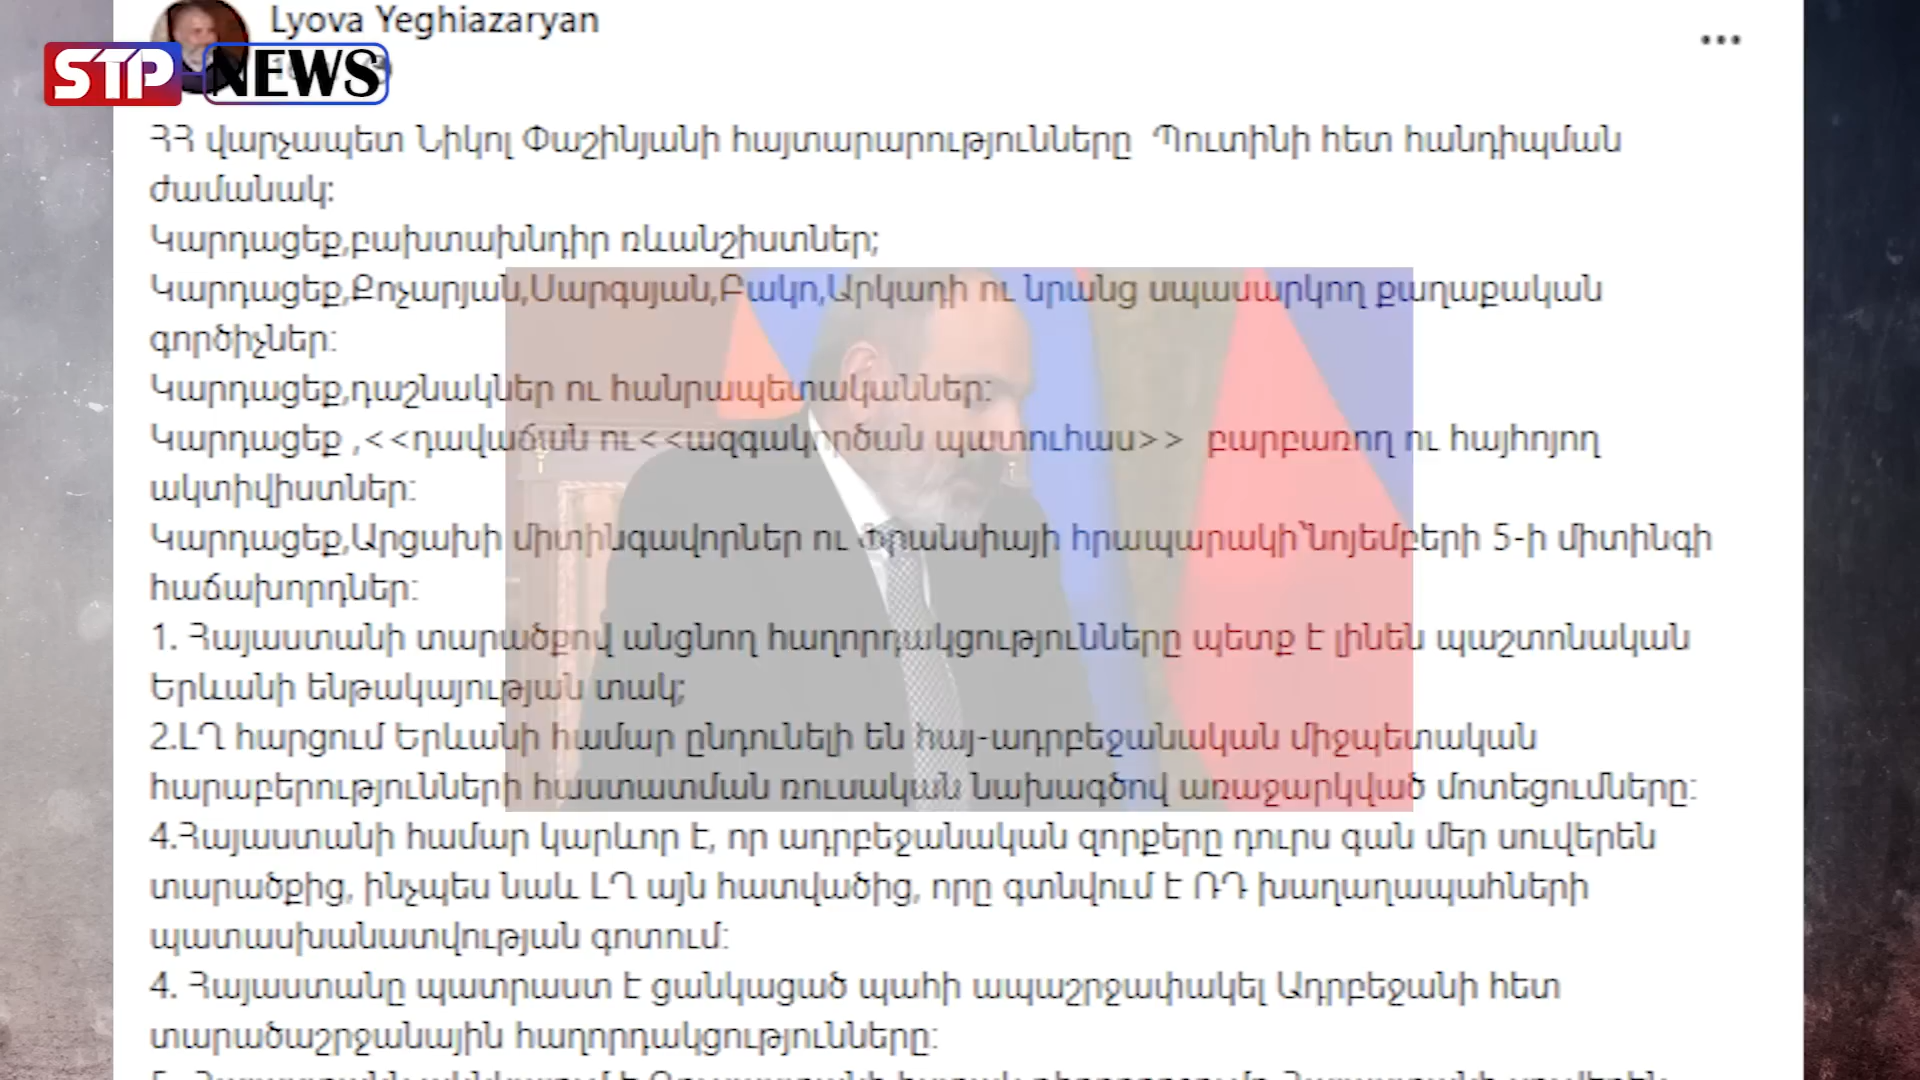 Lyova Yeghiazaryan
STP NEWS
ՀՀ վարչապետ Նիկոլ Փաշինյանի հայտարարությունները Պուտինի հետ հանդիպման
ժամանակ:
Կարդացեք,բախտախնդիր ռևանշիստներ;
Կարդացեք,Քոչարյան,Սարգսյան,Բակո,Արկադի ու նրանց սպասարկող քաղաքական
գործիչներ։
Կարդացեք,դաշնակներ ու հանրապետականներ։
Կարդացեք ,<<դավաճան ու<<ազգակործան պատուհաս>> բարբառող ու հայհոյող
ակտիվիստներ։
Կարդացեք,Արցախի միտինգավորներ ու Ֆրանսիայի հրապարակի՝նոյեմբերի 5-ի միտինգի
հաճախորդներ։
1. Հայաստանի տարածքով անցնող հաղորդակցությունները պետք է լինեն պաշտոնական
Երևանի ենթակայության տակ;
2.ԼՂ հարցում Երևանի համար ընդունելի են հայ-ադրբեջանական միջպետական
հարաբերությունների հաստատման ռուսական նախագծով առաջարկված մոտեցումները։
4.Հայաստանի համար կարևոր է, որ ադրբեջանական զորքերը դուրս գան մեր սուվերեն
տարածքից, ինչպես նաև ԼՂ այն հատվածից, որը գտնվում է ՌԴ խաղաղապահների
պատասխանատվության գոտում։
4. Հայաստանը պատրաստ է ցանկացած պահի ապաշրջափակել Ադրբեջանի հետ
տարածաշրջանային հաղորդակցությունները։